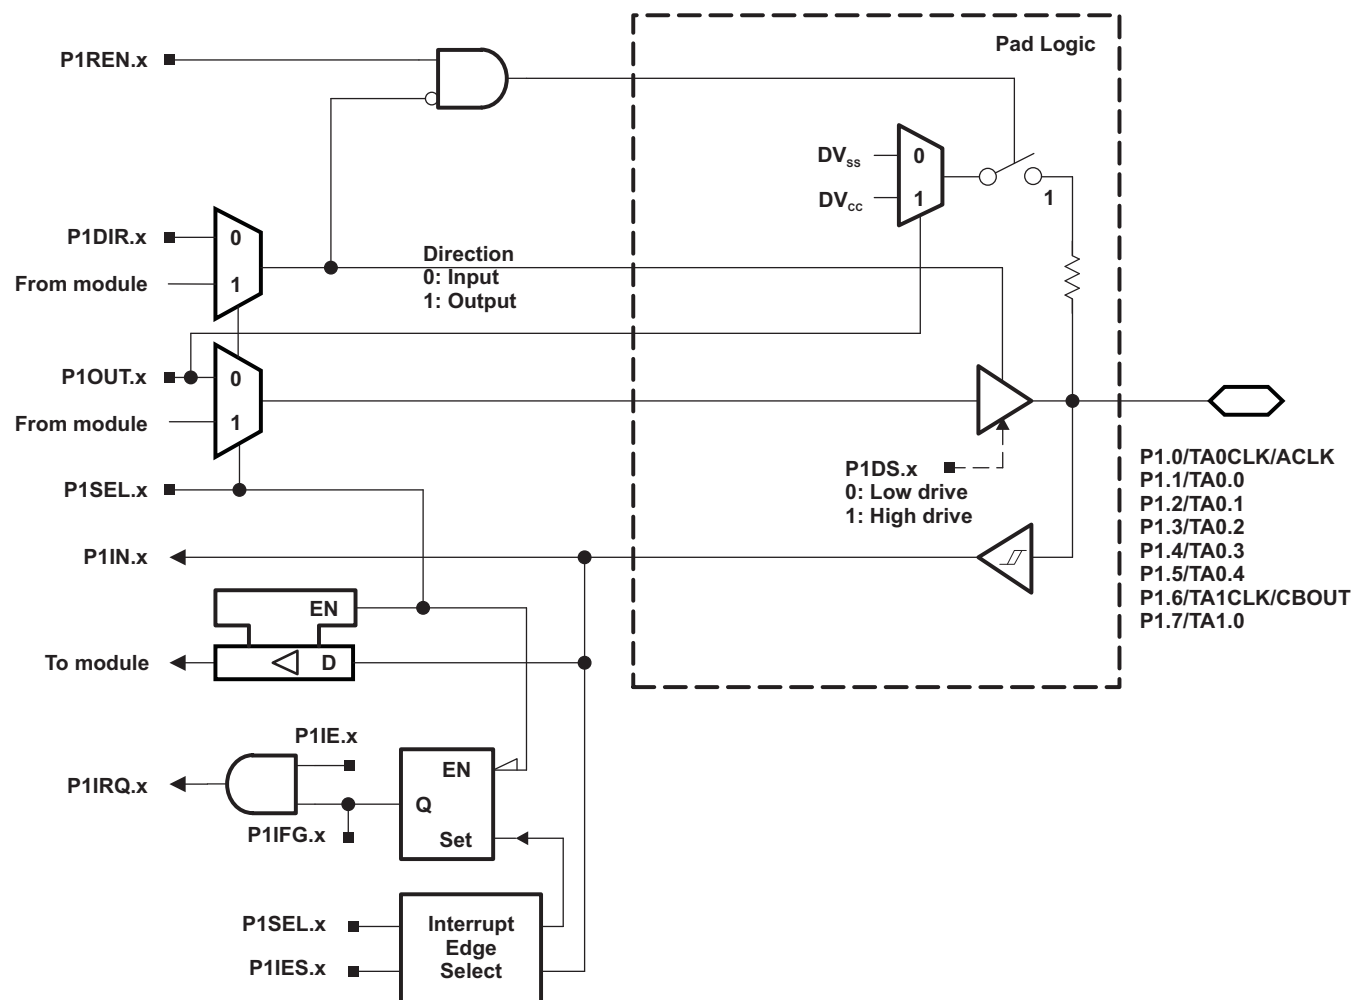 P1REN.x
Pad Logic
DVSS
0
DVCC
1
1
P1DIR.x
0
From module
1
Direction
0: Input
1: Output
P1OUT.x
0
From module
1
P1SEL.x
P1DS.x
0: Low drive
1: High drive
P1.0/TA0CLK/ACLK
P1.1/TA0.0
P1.2/TA0.1
P1.3/TA0.2
P1.4/TA0.3
P1.5/TA0.4
P1.6/TA1CLK/CBOUT
P1.7/TA1.0
P1IN.x
EN
To module
D
P1IE.x
P1IRQ.x
EN
Q
P1IFG.x
Set
P1SEL.x
P1IES.x
Interrupt
Edge
Select